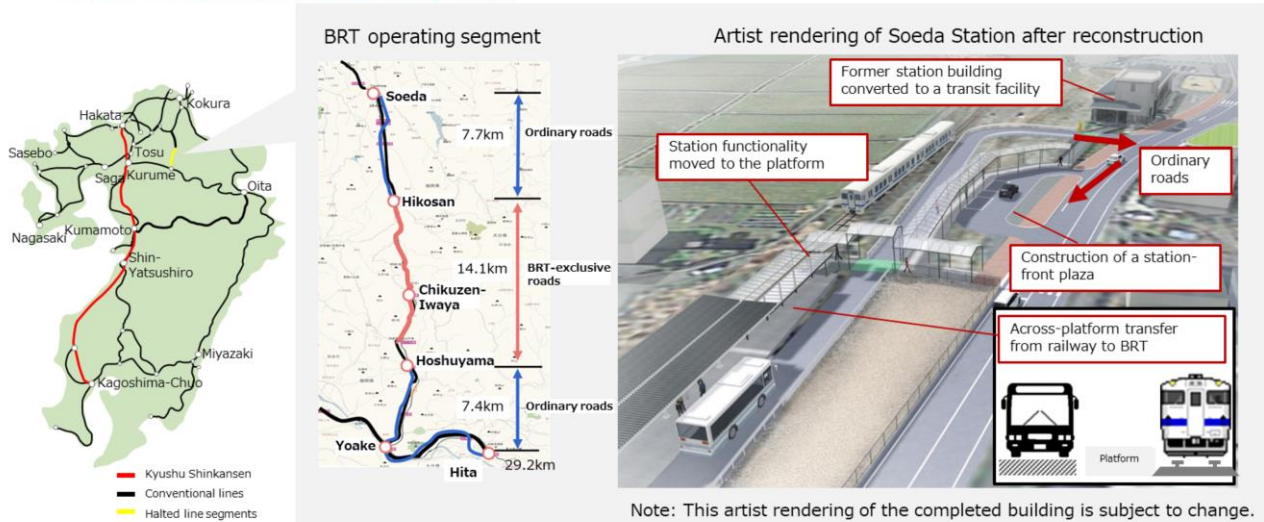 BRT operating segment
Artist rendering of Soeda Station after reconstruction
Kokura
Hakata
Tosu
Sasebo
Saga
Kurume
Oita
Nagasaki
Kumamoto
Shin-
Yatsushiro
Miyazaki
Kagoshima-Chuo
Kyushu Shinkansen
Conventional lines
Halted line segments
Soeda
7.7km
Ordinary roads
Hikosan
14.1km
BRT-exclusive
roads
Chikuzen-
Iwaya
Hoshuyama
7.4km
Ordinary roads
Yoake
Hita
29.2km
Former station building
converted to a transit facility
Station functionality
moved to the platform
Ordinary
roads
Construction of a station-
front plaza
Across-platform transfer
from railway to BRT
Platform
Note: This artist rendering of the completed building is subject to change.